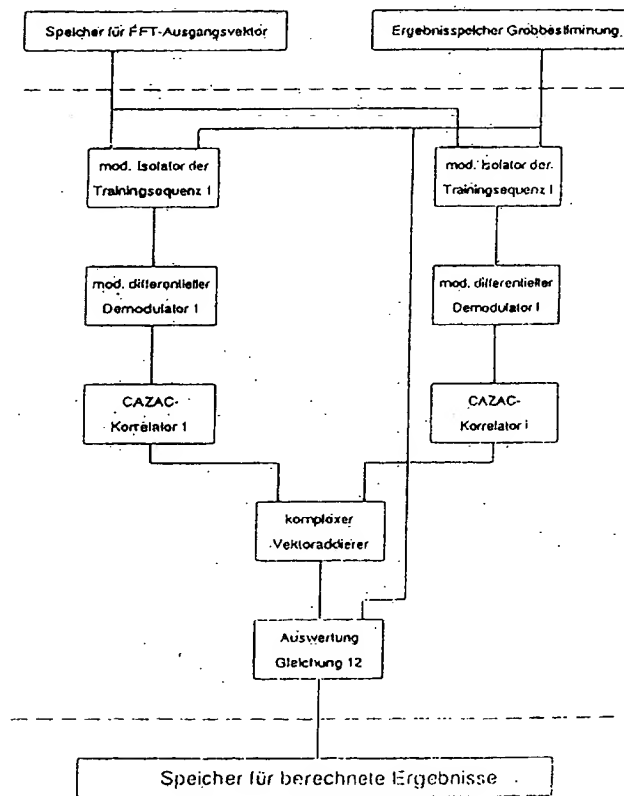 Speicher für FFT-Ausgangsvektor
Ergebnisspeicher Grobbestimmung
mod. Isolator der
Trainingsequenz 1
mod. Isolator der
Trainingsequenz I
mod. differentieller
Demodulator 1
mod. differentieller
Demodulator I
CAZAC-
Korrelator 1
CAZAC-
Korrelator I
komplexer
Vektoraddierer
Auswertung
Gleichung 12
Speicher für berechnete Ergebnisse